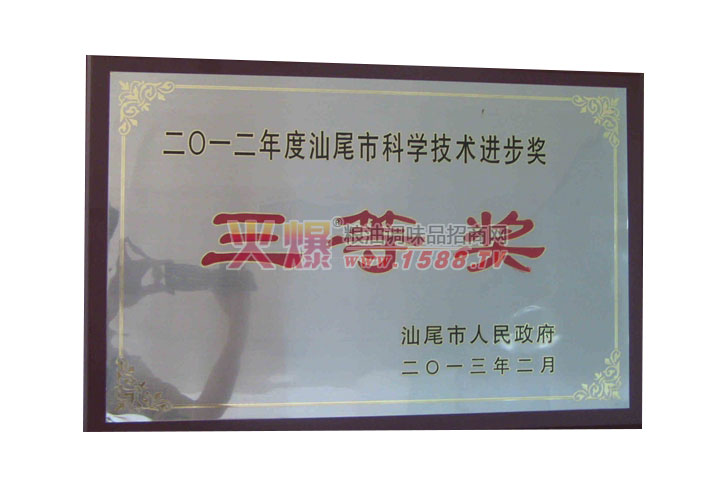 二〇一二年度汕尾市科学技术进步奖
三等奖
火爆®粮油调味品招商网
www.1588.TV
汕尾市人民政府
二〇一三年二月